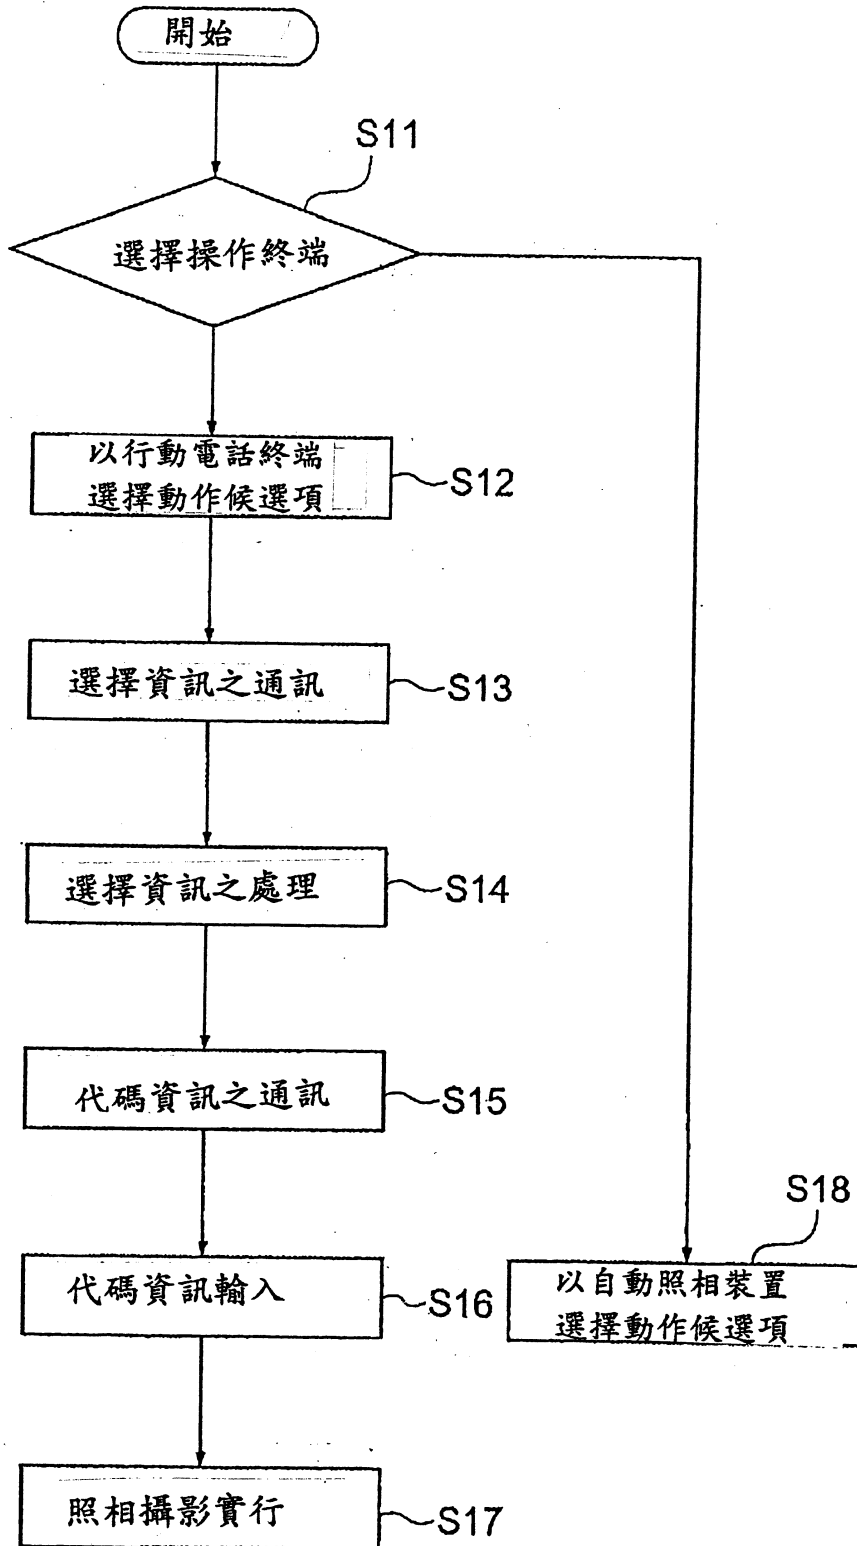 開始
S11
選擇操作終端
以行動電話終端
選擇動作候選項
S12
選擇資訊之通訊
S13
選擇資訊之處理
S14
代碼資訊之通訊
S15
代碼資訊輸入
S16
S18
以自動照相裝置
選擇動作候選項
照相攝影實行
S17